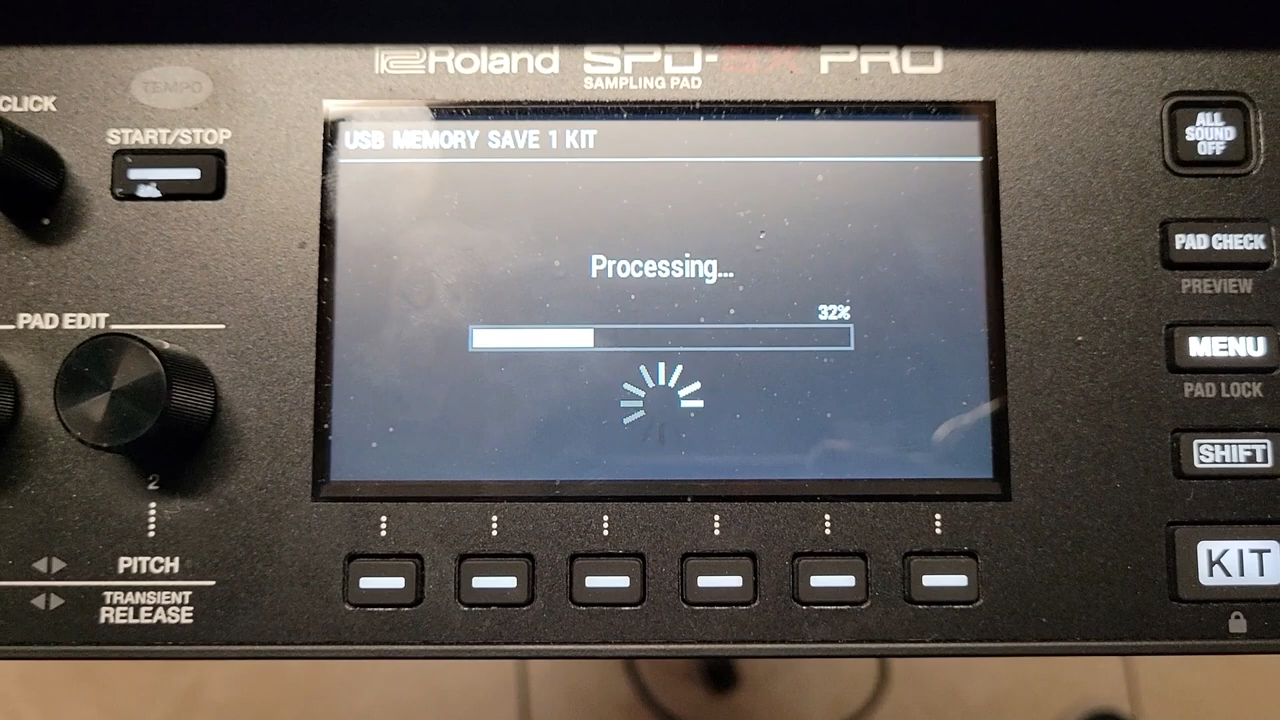 Roland SPD-SX PRO
SAMPLING PAD
CLICK
TEMPO
START/STOP
USB MEMORY SAVE 1 KIT
Processing...
32%
PAD EDIT
2
PITCH
TRANSIENT
RELEASE
ALL
SOUND
OFF
PAD CHECK
PREVIEW
MENU
PAD LOCK
SHIFT
KIT